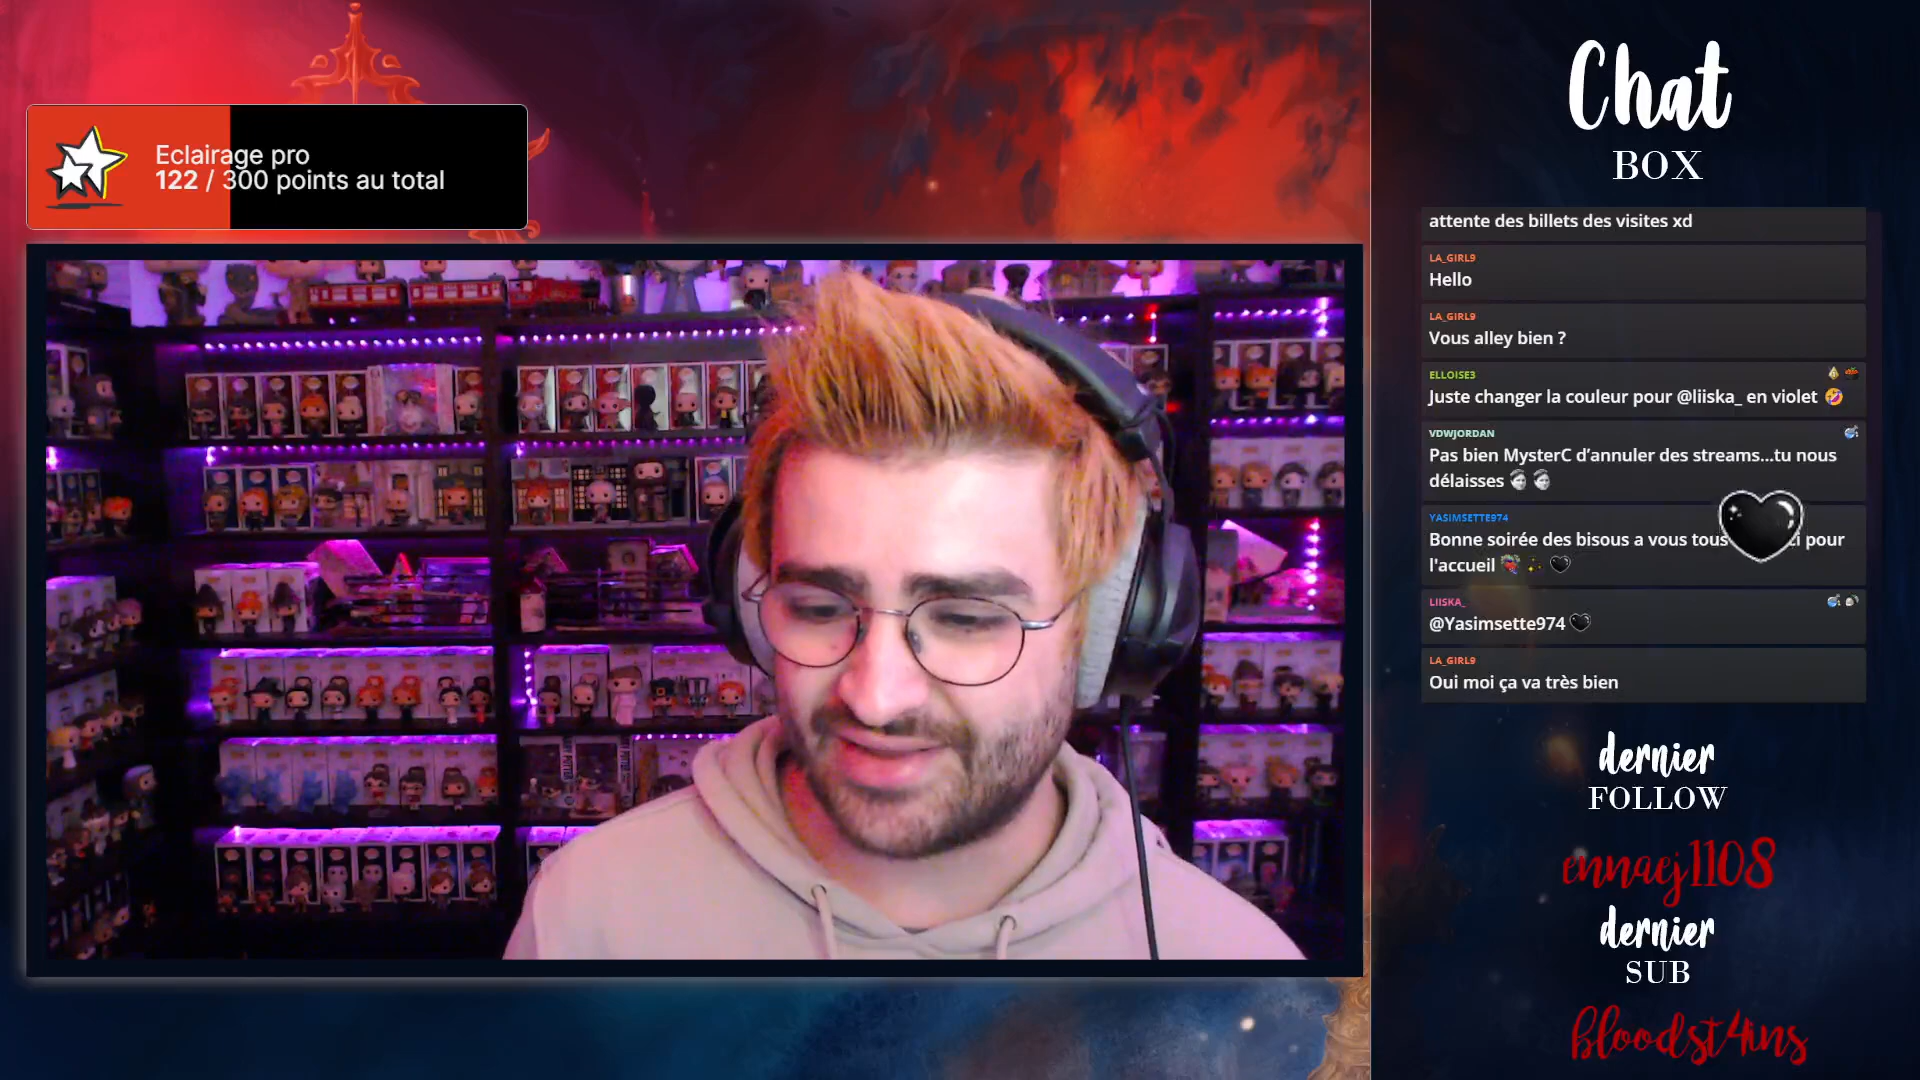 Eclairage pro
122 / 300 points au total
Chat
BOX
attente des billets des visites xd
LA_GIRL9
Hello
LA_GIRL9
Vous alley bien ?
ELLOISE3
Juste changer la couleur pour @liiska_ en violet
VDWJORDAN
Pas bien MysterC d’annuler des streams...tu nous
délaisses
YASIMSETTE974
Bonne soirée des bisous a vous tous pour
l'accueil
LIISKA_
@Yasimsette974
LA_GIRL9
Oui moi ça va très bien
dernier
FOLLOW
ennaej1108
dernier
SUB
bloodst4ins